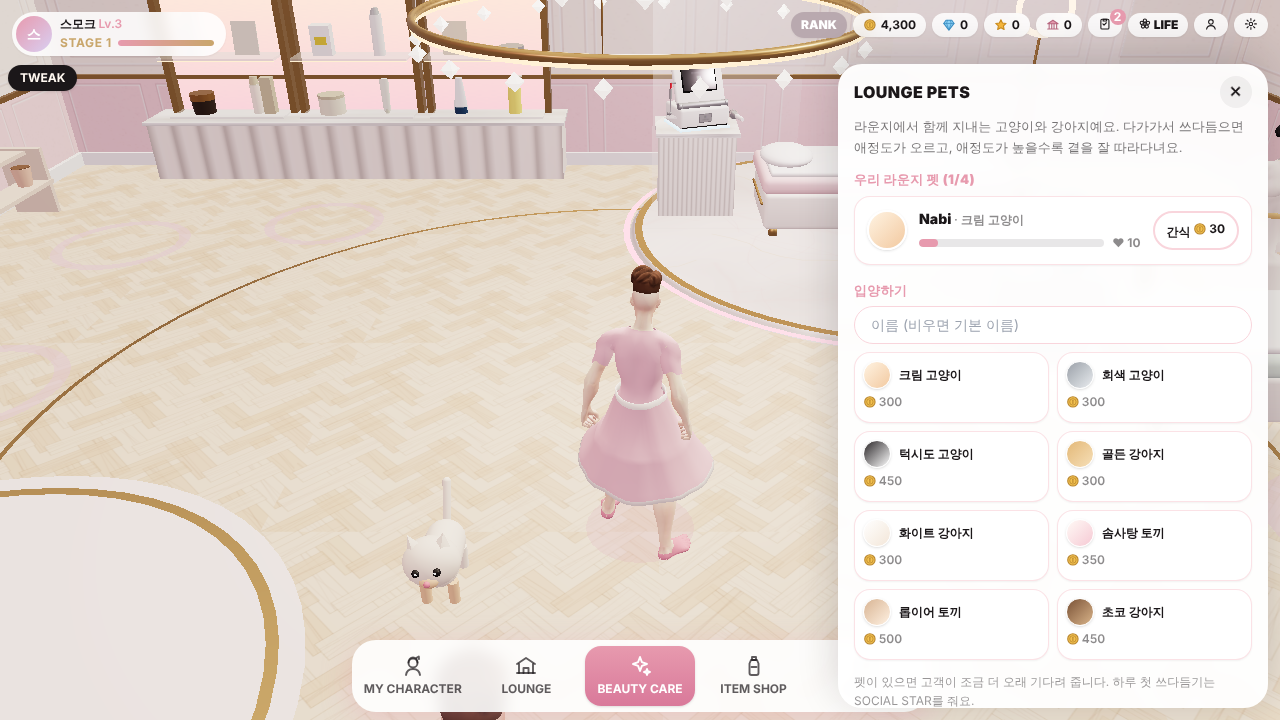 스
스모크 Lv.3
STAGE 1
TWEAK
RANK
4,300
0
0
0
2
LIFE
LOUNGE PETS
라운지에서 함께 지내는 고양이와 강아지예요. 다가가서 쓰다듬으면
애정도가 오르고, 애정도가 높을수록 곁을 잘 따라다녀요.
우리 라운지 펫 (1/4)
Nabi · 크림 고양이
10
간식 30
입양하기
이름 (비우면 기본 이름)
크림 고양이
300
회색 고양이
300
턱시도 고양이
450
골든 강아지
300
화이트 강아지
300
솜사탕 토끼
350
롭이어 토끼
500
초코 강아지
450
펫이 있으면 고객이 조금 더 오래 기다려 줍니다. 하루 첫 쓰다듬기는
SOCIAL STAR를 줘요.
MY CHARACTER
LOUNGE
BEAUTY CARE
ITEM SHOP